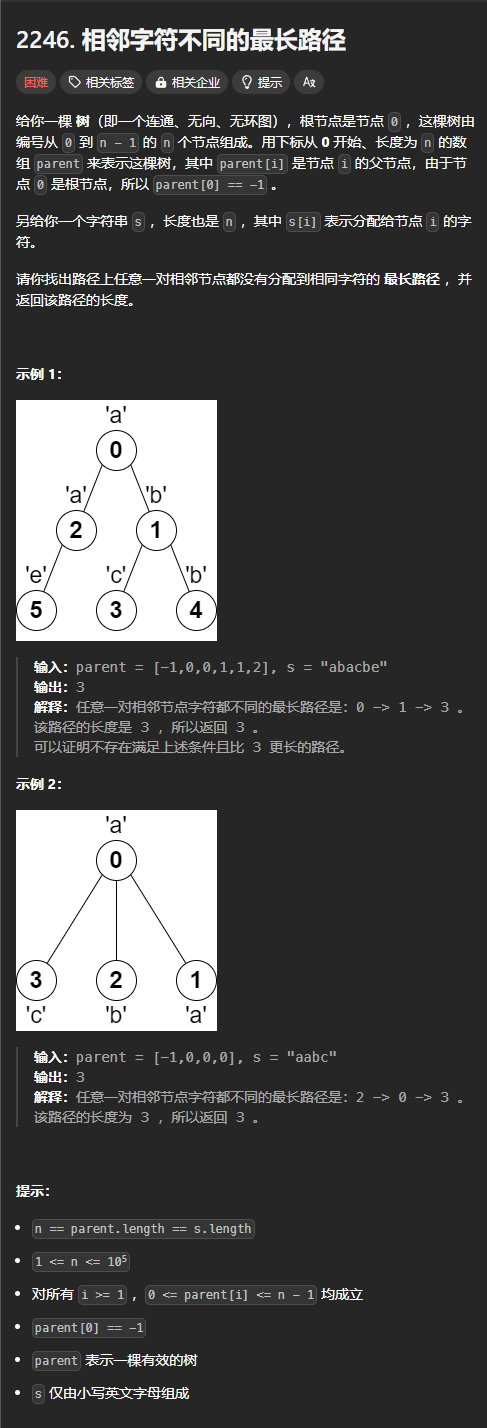 2246. 相邻字符不同的最长路径
困难 相关标签 相关企业 提示 A文
给你一棵 树（即一个连通、无向、无环图），根节点是节点 0 ，这棵树由
编号从 0 到 n - 1 的 n 个节点组成。用下标从 0 开始、长度为 n 的数
组 parent 来表示这棵树，其中 parent[i] 是节点 i 的父节点，由于节
点 0 是根节点，所以 parent[0] == -1 。
另给你一个字符串 s ，长度也是 n ，其中 s[i] 表示分配给节点 i 的字
符。
请你找出路径上任意一对相邻节点都没有分配到相同字符的 最长路径 ，并
返回该路径的长度。
示例 1：
'a'
0
'a' 'b'
2 1
'e' 'c' 'b'
5 3 4
输入：parent = [-1,0,0,1,1,2], s = "abacbe"
输出：3
解释：任意一对相邻节点字符都不同的最长路径是：0 -> 1 -> 3 。
该路径的长度是 3 ，所以返回 3 。
可以证明不存在满足上述条件且比 3 更长的路径。
示例 2：
'a'
0
3 2 1
'c' 'b' 'a'
输入：parent = [-1,0,0,0], s = "aabc"
输出：3
解释：任意一对相邻节点字符都不同的最长路径是：2 -> 0 -> 3 。
该路径的长度为 3 ，所以返回 3 。
提示：
n == parent.length == s.length
1 <= n <= 10⁵
对所有 i >= 1 ，0 <= parent[i] <= n - 1 均成立
parent[0] == -1
parent 表示一棵有效的树
s 仅由小写英文字母组成